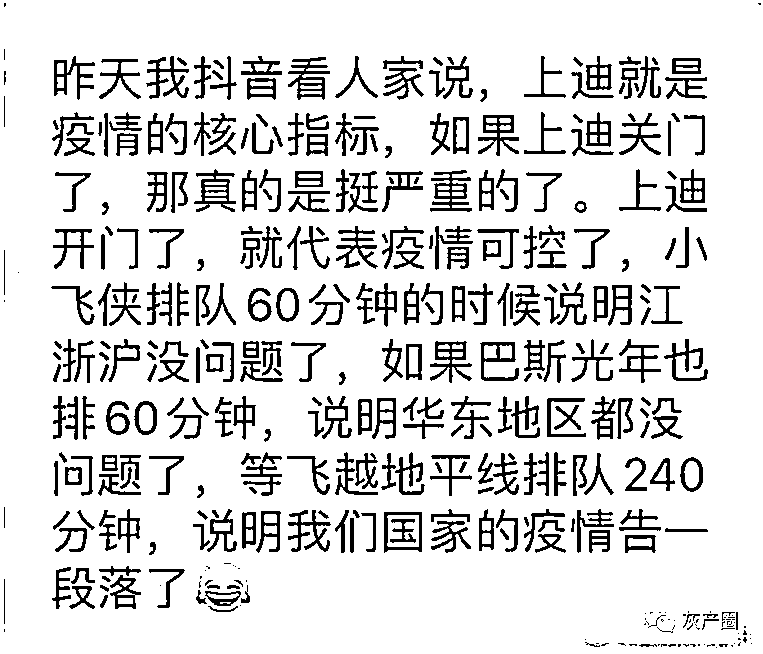 昨天我抖音看人家说，上迪就是
疫情的核心指标，如果上迪关门
了，那真的是挺严重的了。上迪
开门了，就代表疫情可控了，小
飞侠排队60分钟的时候说明江
浙沪没问题了，如果巴斯光年也
排60分钟，说明华东地区都没
问题了，等飞越地平线排队240
分钟，说明我们国家的疫情告一
段落了😂
灰产圈